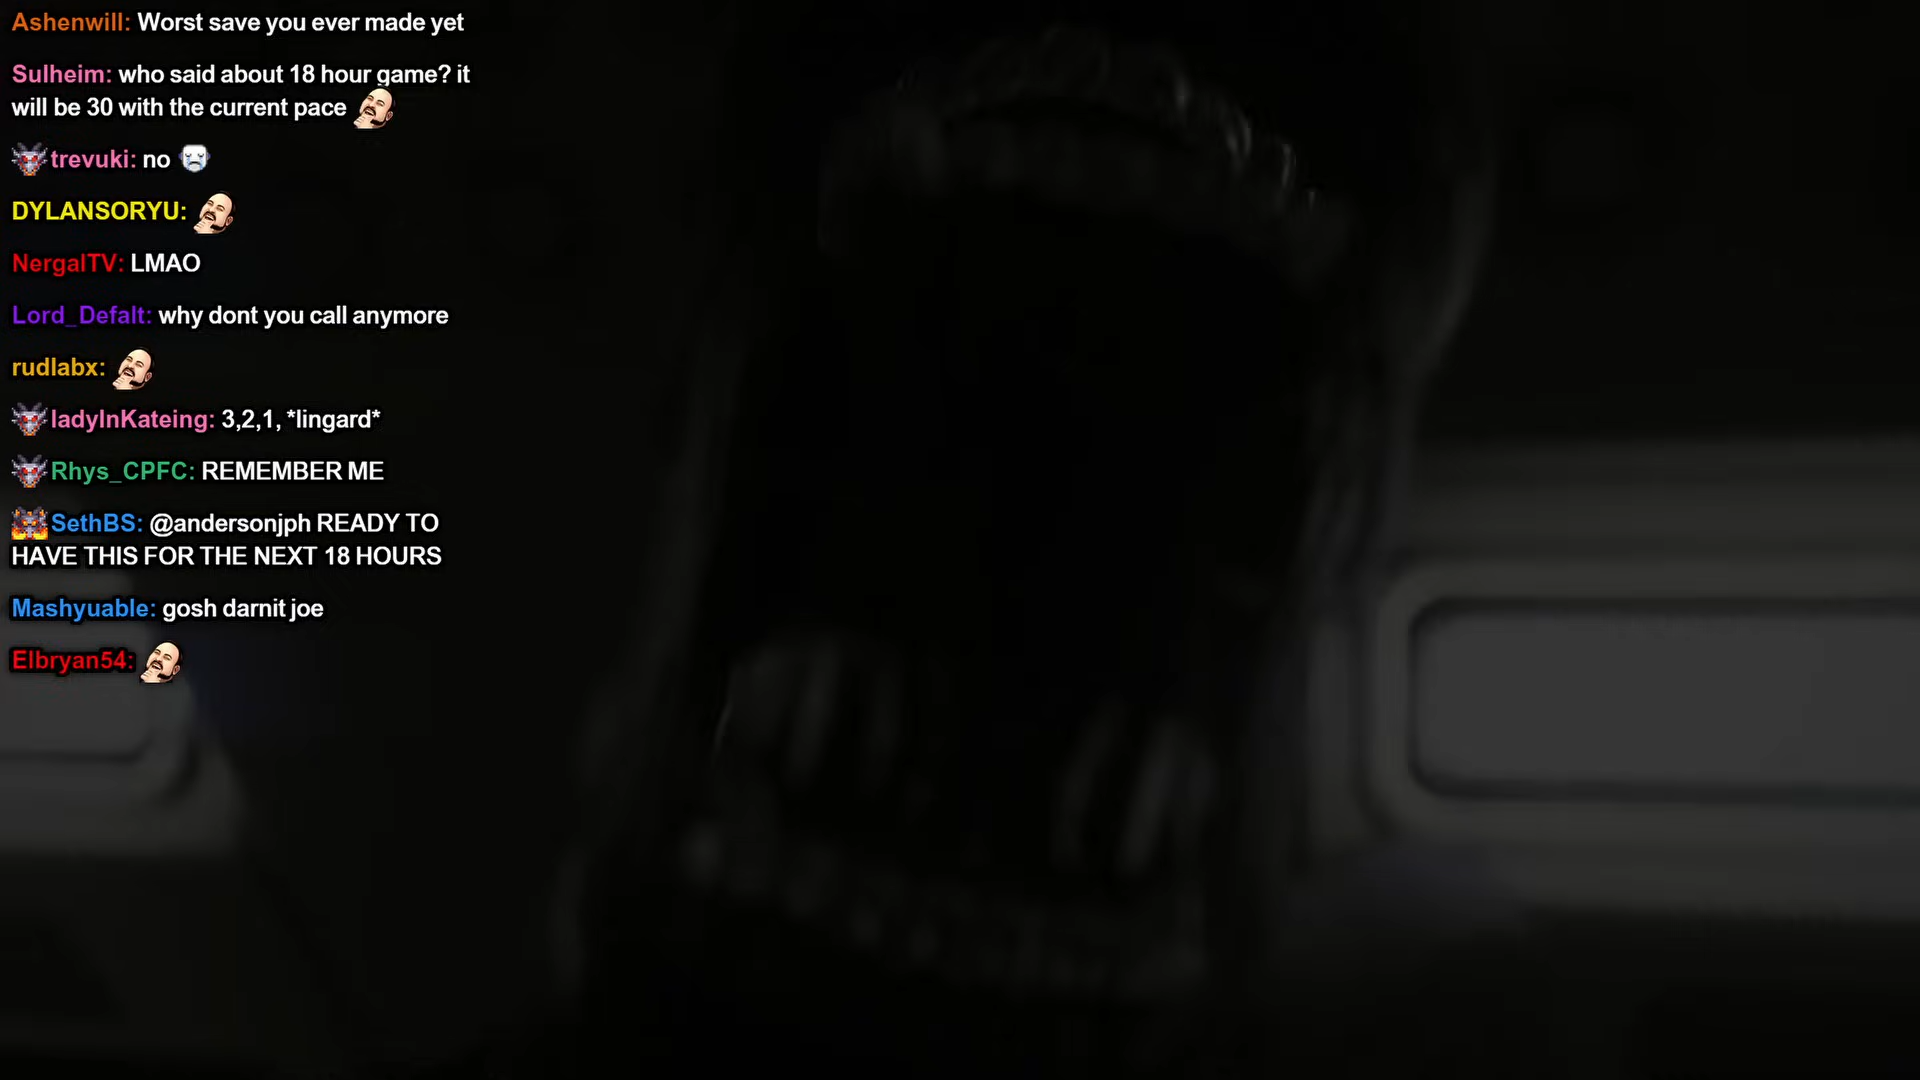 Ashenwill: Worst save you ever made yet
Sulheim: who said about 18 hour game? it
will be 30 with the current pace
trevuki: no
DYLANSORYU:
NergalTV: LMAO
Lord_Defalt: why dont you call anymore
rudlabx:
ladyInKateing: 3,2,1, *lingard*
Rhys_CPFC: REMEMBER ME
SethBS: @andersonjph READY TO
HAVE THIS FOR THE NEXT 18 HOURS
Mashyuable: gosh darnit joe
Elbryan54: